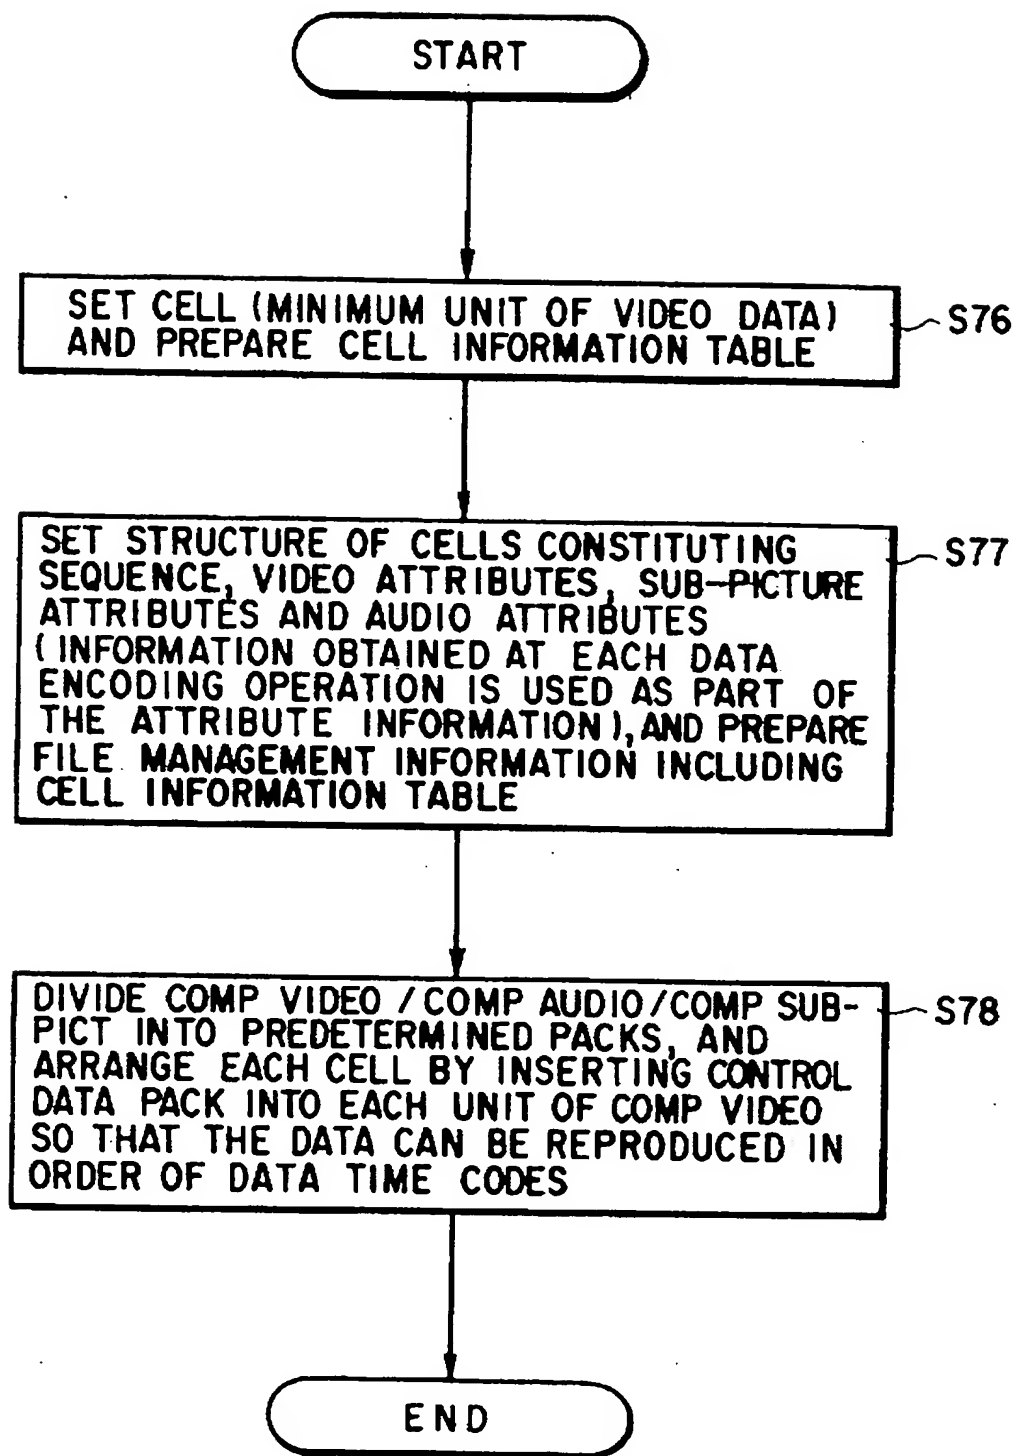 START
SET CELL (MINIMUM UNIT OF VIDEO DATA)
AND PREPARE CELL INFORMATION TABLE
S76
SET STRUCTURE OF CELLS CONSTITUTING
SEQUENCE, VIDEO ATTRIBUTES, SUB-PICTURE
ATTRIBUTES AND AUDIO ATTRIBUTES
(INFORMATION OBTAINED AT EACH DATA
ENCODING OPERATION IS USED AS PART OF
THE ATTRIBUTE INFORMATION), AND PREPARE
FILE MANAGEMENT INFORMATION INCLUDING
CELL INFORMATION TABLE
S77
DIVIDE COMP VIDEO / COMP AUDIO/COMP SUB-
PICT INTO PREDETERMINED PACKS, AND
ARRANGE EACH CELL BY INSERTING CONTROL
DATA PACK INTO EACH UNIT OF COMP VIDEO
SO THAT THE DATA CAN BE REPRODUCED IN
ORDER OF DATA TIME CODES
S78
END